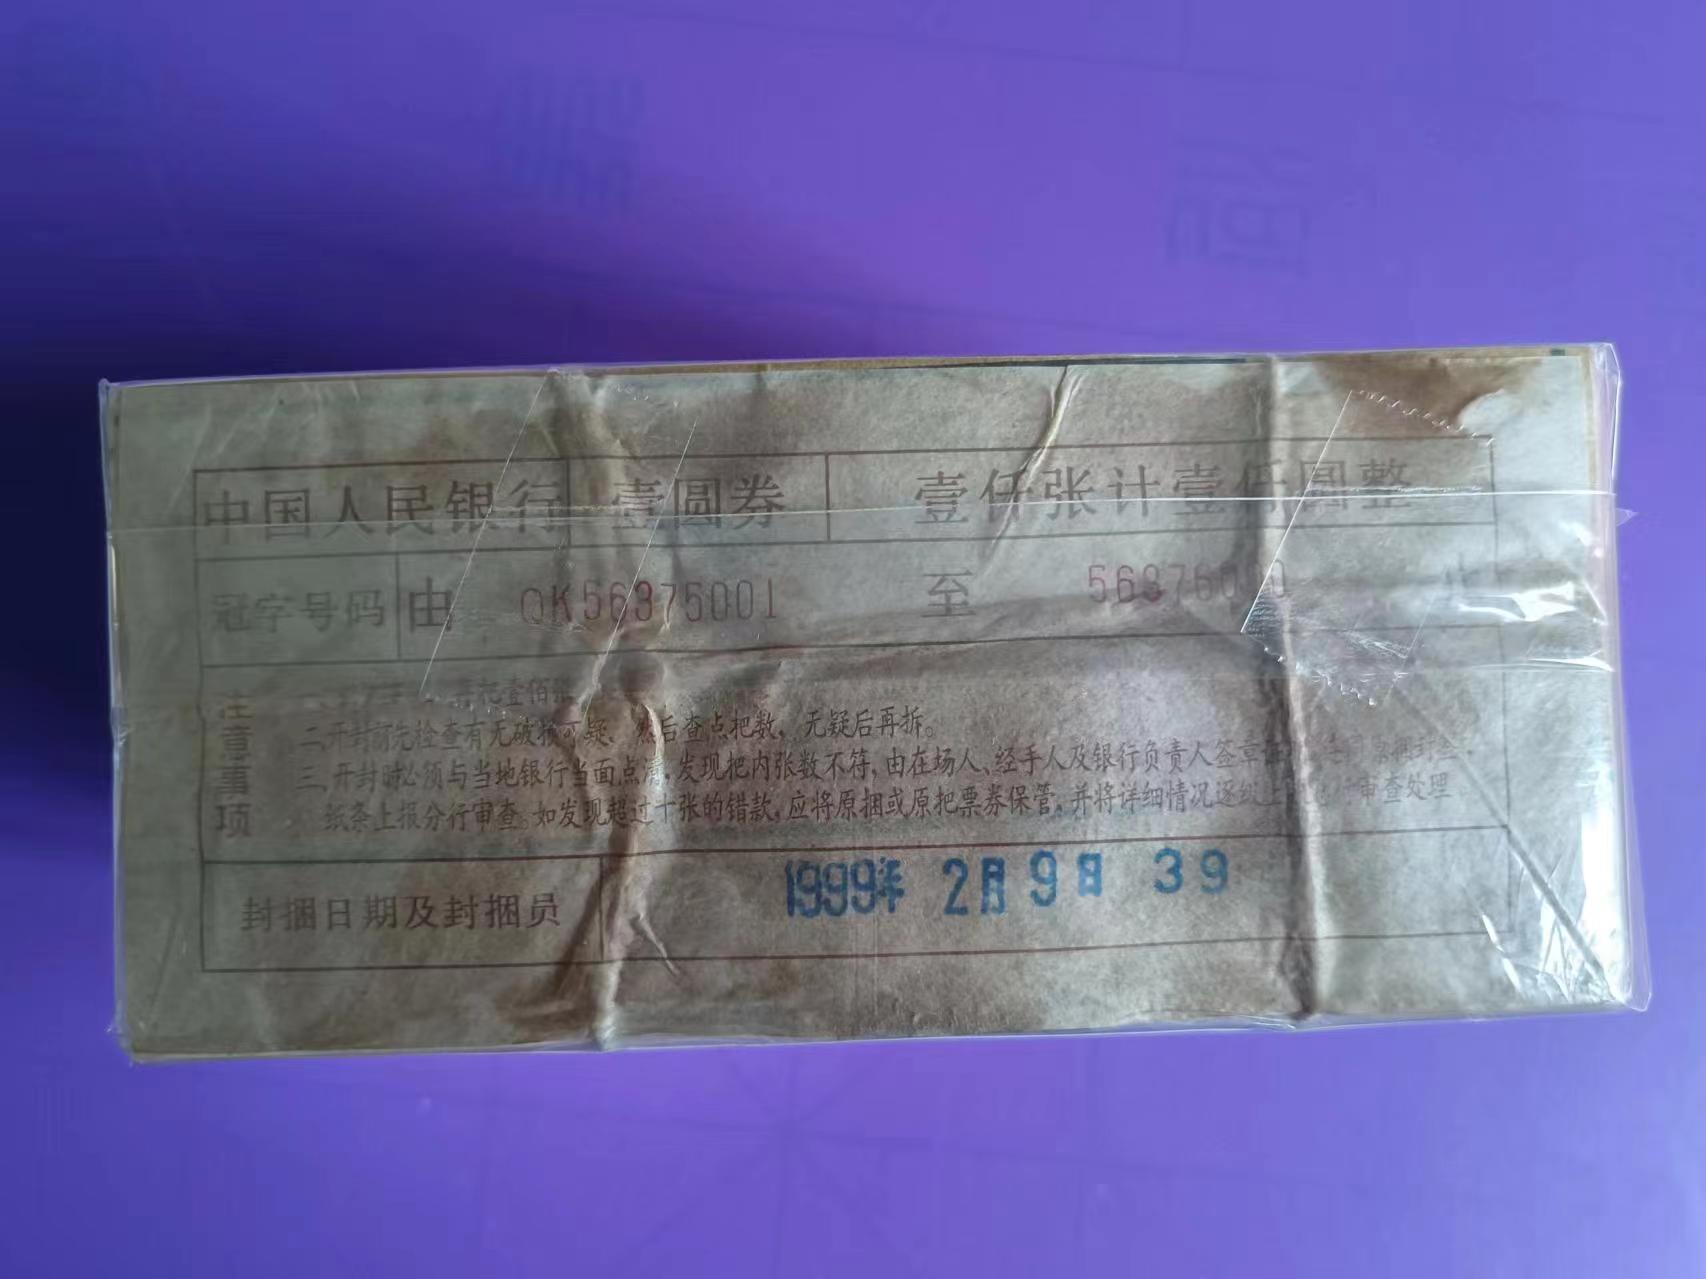 中国人民银行 壹圆券 壹仟张计壹仟圆整
冠字号码 由 QK56375001 至
注意事项
壹佰
二.开封前先检查有无破损可疑,然后查点把数,无疑后再拆。
三.开封时必须与当地银行当面点清,发现把内张数不符,由在场人、经手人及银行负责人签章
纸条上报分行审查。如发现超过十张的错款,应将原捆或原把票券保管,并将详细情况逐级上 审查处理
封捆日期及封捆员 1999年 2月 9日 39